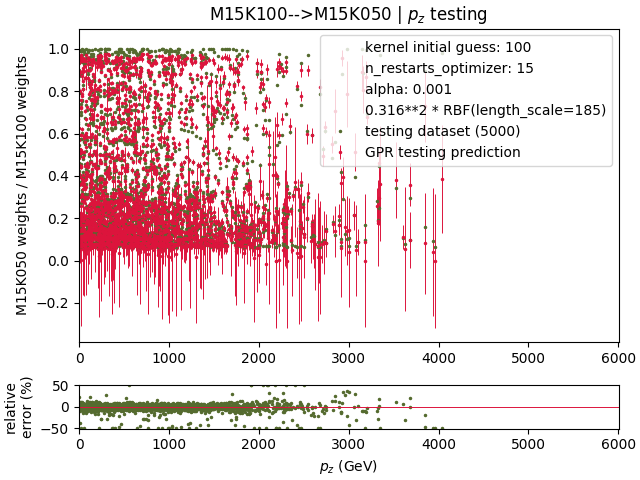 M15K100-->M15K050 | p_z testing
M15K050 weights / M15K100 weights
1.0
0.8
0.6
0.4
0.2
0.0
−0.2
kernel initial guess: 100
n_restarts_optimizer: 15
alpha: 0.001
0.316**2 * RBF(length_scale=185)
testing dataset (5000)
GPR testing prediction
0 1000 2000 3000 4000 5000 6000
relative
error (%)
50
0
−50
0 1000 2000 3000 4000 5000 6000
p_z (GeV)